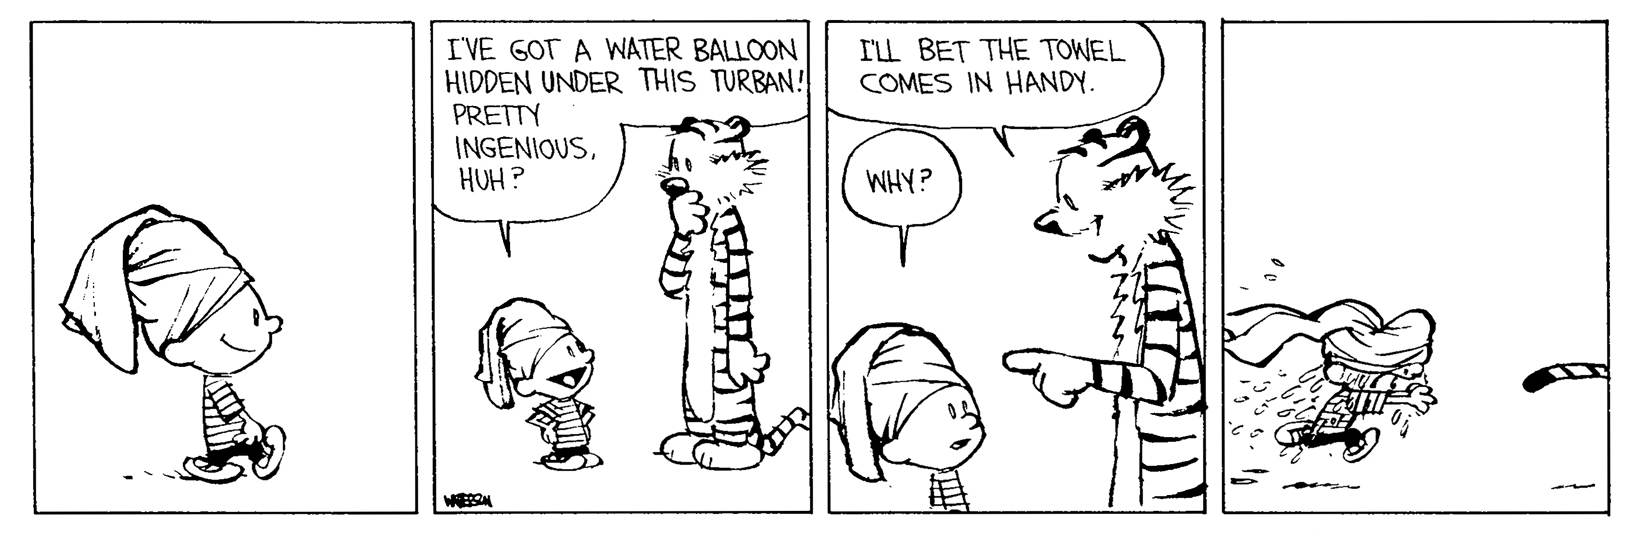 I'VE GOT A WATER BALLOON
HIDDEN UNDER THIS TURBAN!
PRETTY
INGENIOUS,
HUH?
WATTERSON
I'LL BET THE TOWEL
COMES IN HANDY.
WHY?